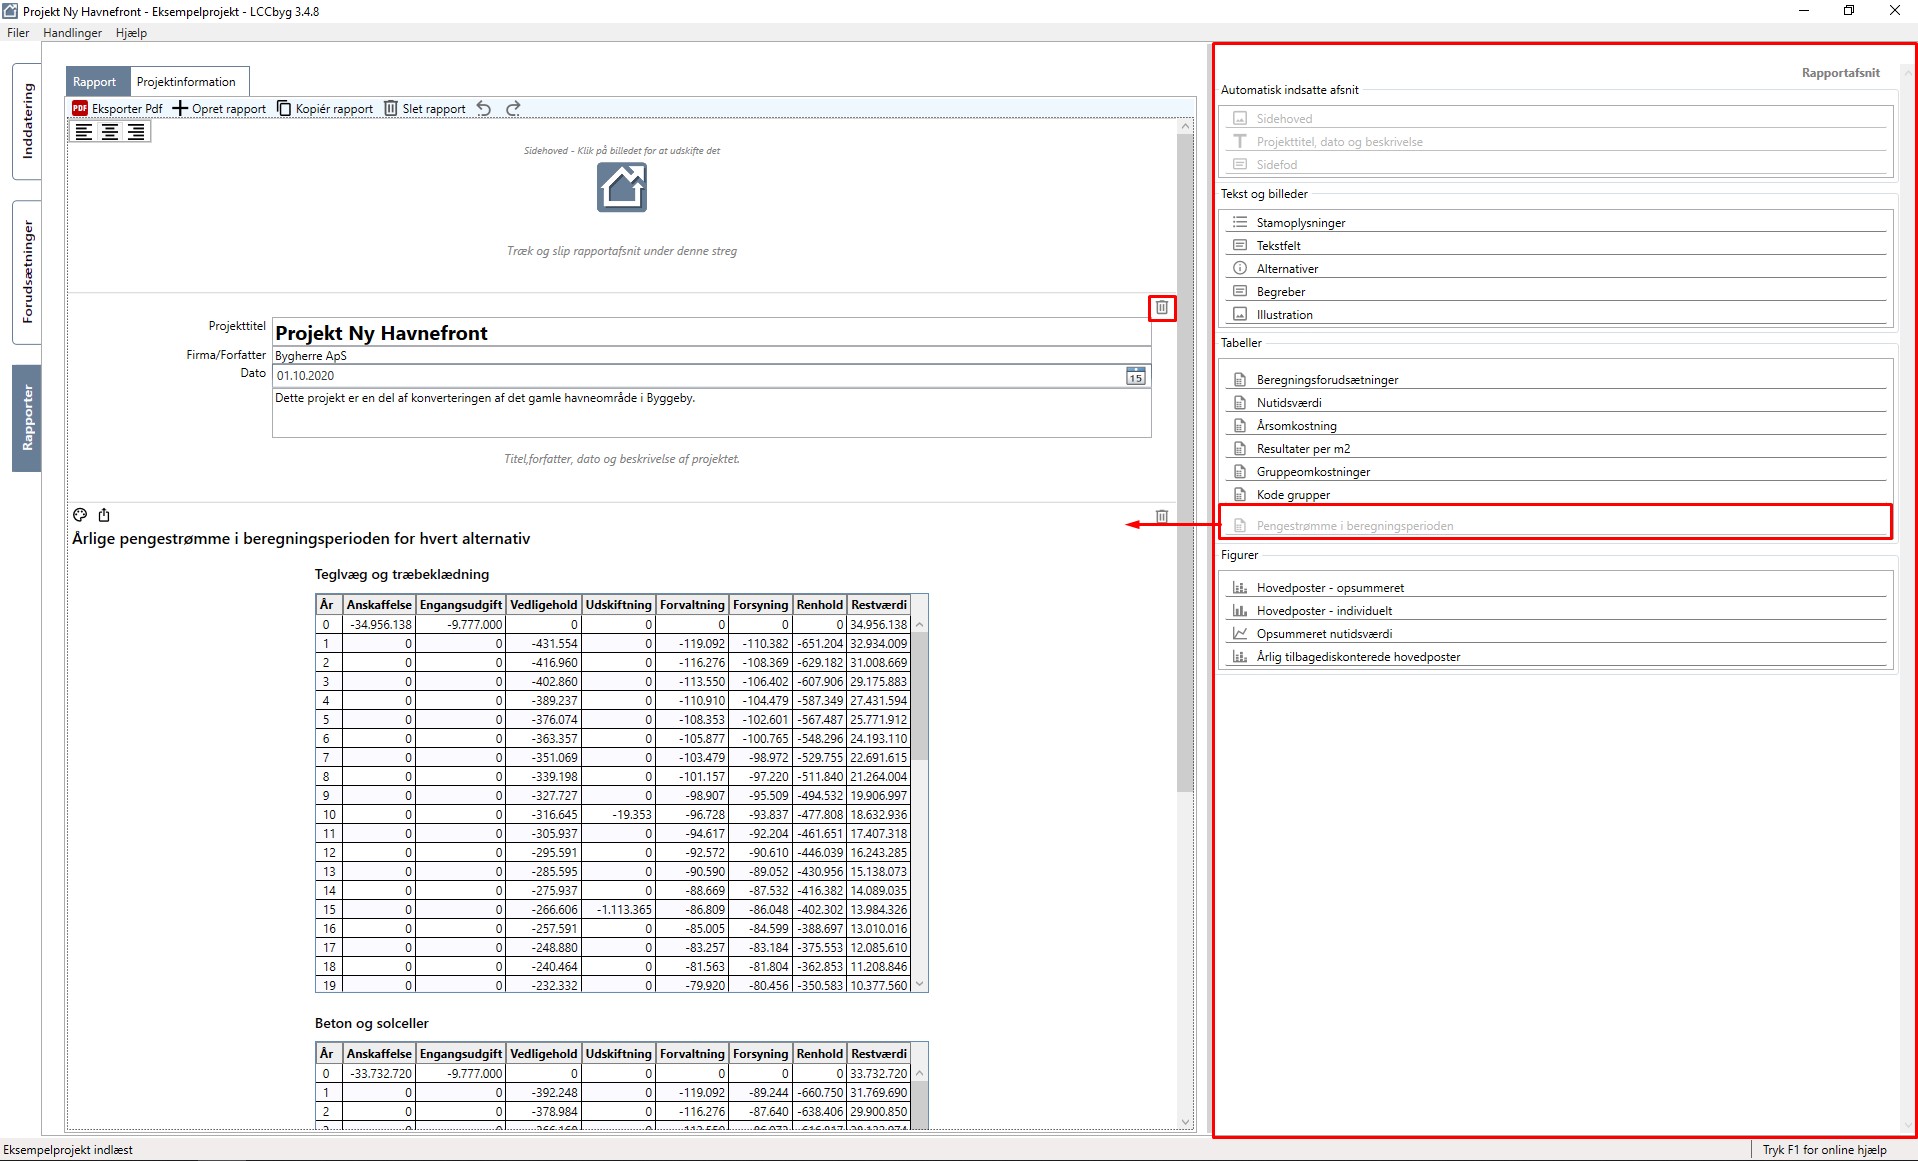 Projekt Ny Havnefront - Eksempelprojekt - LCCbyg 3.4.8
Filer Handlinger Hjælp
Inddatering
Forudsætninger
Rapporter
Rapport Projektinformation
PDF Eksporter Pdf Opret rapport Kopiér rapport Slet rapport
Sidehoved - Klik på billedet for at udskifte det
Træk og slip rapportafsnit under denne streg
Projekttitel Projekt Ny Havnefront
Firma/Forfatter Bygherre ApS
Dato 01.10.2020 15
Dette projekt er en del af konverteringen af det gamle havneområde i Byggeby.
Titel,forfatter, dato og beskrivelse af projektet.
Årlige pengestrømme i beregningsperioden for hvert alternativ
Teglvæg og træbeklædning
År Anskaffelse Engangsudgift Vedligehold Udskiftning Forvaltning Forsyning Renhold Restværdi
0 -34.956.138 -9.777.000 0 0 0 0 0 34.956.138
1 0 0 -431.554 0 -119.092 -110.382 -651.204 32.934.009
2 0 0 -416.960 0 -116.276 -108.369 -629.182 31.008.669
3 0 0 -402.860 0 -113.550 -106.402 -607.906 29.175.883
4 0 0 -389.237 0 -110.910 -104.479 -587.349 27.431.594
5 0 0 -376.074 0 -108.353 -102.601 -567.487 25.771.912
6 0 0 -363.357 0 -105.877 -100.765 -548.296 24.193.110
7 0 0 -351.069 0 -103.479 -98.972 -529.755 22.691.615
8 0 0 -339.198 0 -101.157 -97.220 -511.840 21.264.004
9 0 0 -327.727 0 -98.907 -95.509 -494.532 19.906.997
10 0 0 -316.645 -19.353 -96.728 -93.837 -477.808 18.632.936
11 0 0 -305.937 0 -94.617 -92.204 -461.651 17.407.318
12 0 0 -295.591 0 -92.572 -90.610 -446.039 16.243.285
13 0 0 -285.595 0 -90.590 -89.052 -430.956 15.138.073
14 0 0 -275.937 0 -88.669 -87.532 -416.382 14.089.035
15 0 0 -266.606 -1.113.365 -86.809 -86.048 -402.302 13.984.326
16 0 0 -257.591 0 -85.005 -84.599 -388.697 13.010.016
17 0 0 -248.880 0 -83.257 -83.184 -375.553 12.085.610
18 0 0 -240.464 0 -81.563 -81.804 -362.853 11.208.846
19 0 0 -232.332 0 -79.920 -80.456 -350.583 10.377.560
Beton og solceller
År Anskaffelse Engangsudgift Vedligehold Udskiftning Forvaltning Forsyning Renhold Restværdi
0 -33.732.720 -9.777.000 0 0 0 0 0 33.732.720
1 0 0 -392.248 0 -119.092 -89.244 -660.750 31.769.690
2 0 0 -378.984 0 -116.276 -87.640 -638.406 29.900.850
Rapportafsnit
Automatisk indsatte afsnit
Sidehoved
Projekttitel, dato og beskrivelse
Sidefod
Tekst og billeder
Stamoplysninger
Tekstfelt
Alternativer
Begreber
Illustration
Tabeller
Beregningsforudsætninger
Nutidsværdi
Årsomkostning
Resultater per m2
Gruppeomkostninger
Kode grupper
Pengestrømme i beregningsperioden
Figurer
Hovedposter - opsummeret
Hovedposter - individuelt
Opsummeret nutidsværdi
Årlig tilbagediskonterede hovedposter
Eksempelprojekt indlæst
Tryk F1 for online hjælp